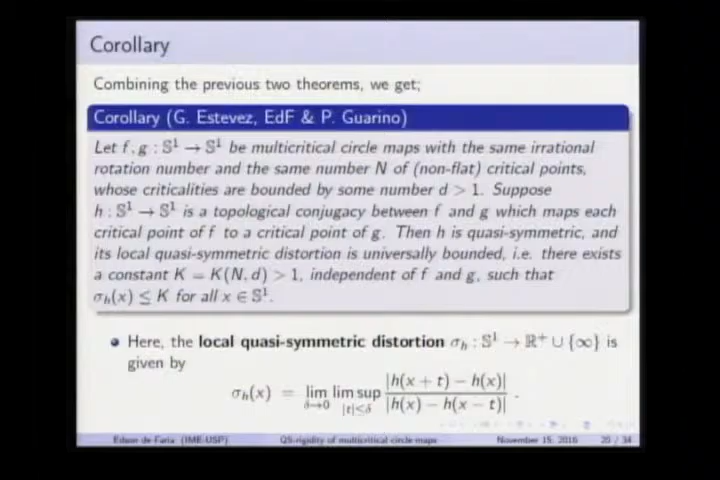 Corollary
Combining the previous two theorems, we get;
Corollary (G. Estevez, EdF & P. Guarino)
Let f, g : 𝕊¹ → 𝕊¹ be multicritical circle maps with the same irrational
rotation number and the same number N of (non-flat) critical points,
whose criticalities are bounded by some number d > 1. Suppose
h : 𝕊¹ → 𝕊¹ is a topological conjugacy between f and g which maps each
critical point of f to a critical point of g. Then h is quasi-symmetric, and
its local quasi-symmetric distortion is universally bounded, i.e. there exists
a constant K = K(N, d) > 1, independent of f and g, such that
σₕ(x) ≤ K for all x ∈ 𝕊¹.
• Here, the local quasi-symmetric distortion σₕ : 𝕊¹ → ℝ⁺ ∪ {∞} is
given by
σₕ(x) = lim_{δ→0} lim sup_{|t|≤δ} |h(x + t) − h(x)| / |h(x) − h(x − t)| .
Edson de Faria (IME-USP) QS-rigidity of multicritical circle maps November 15, 2016 20 / 34